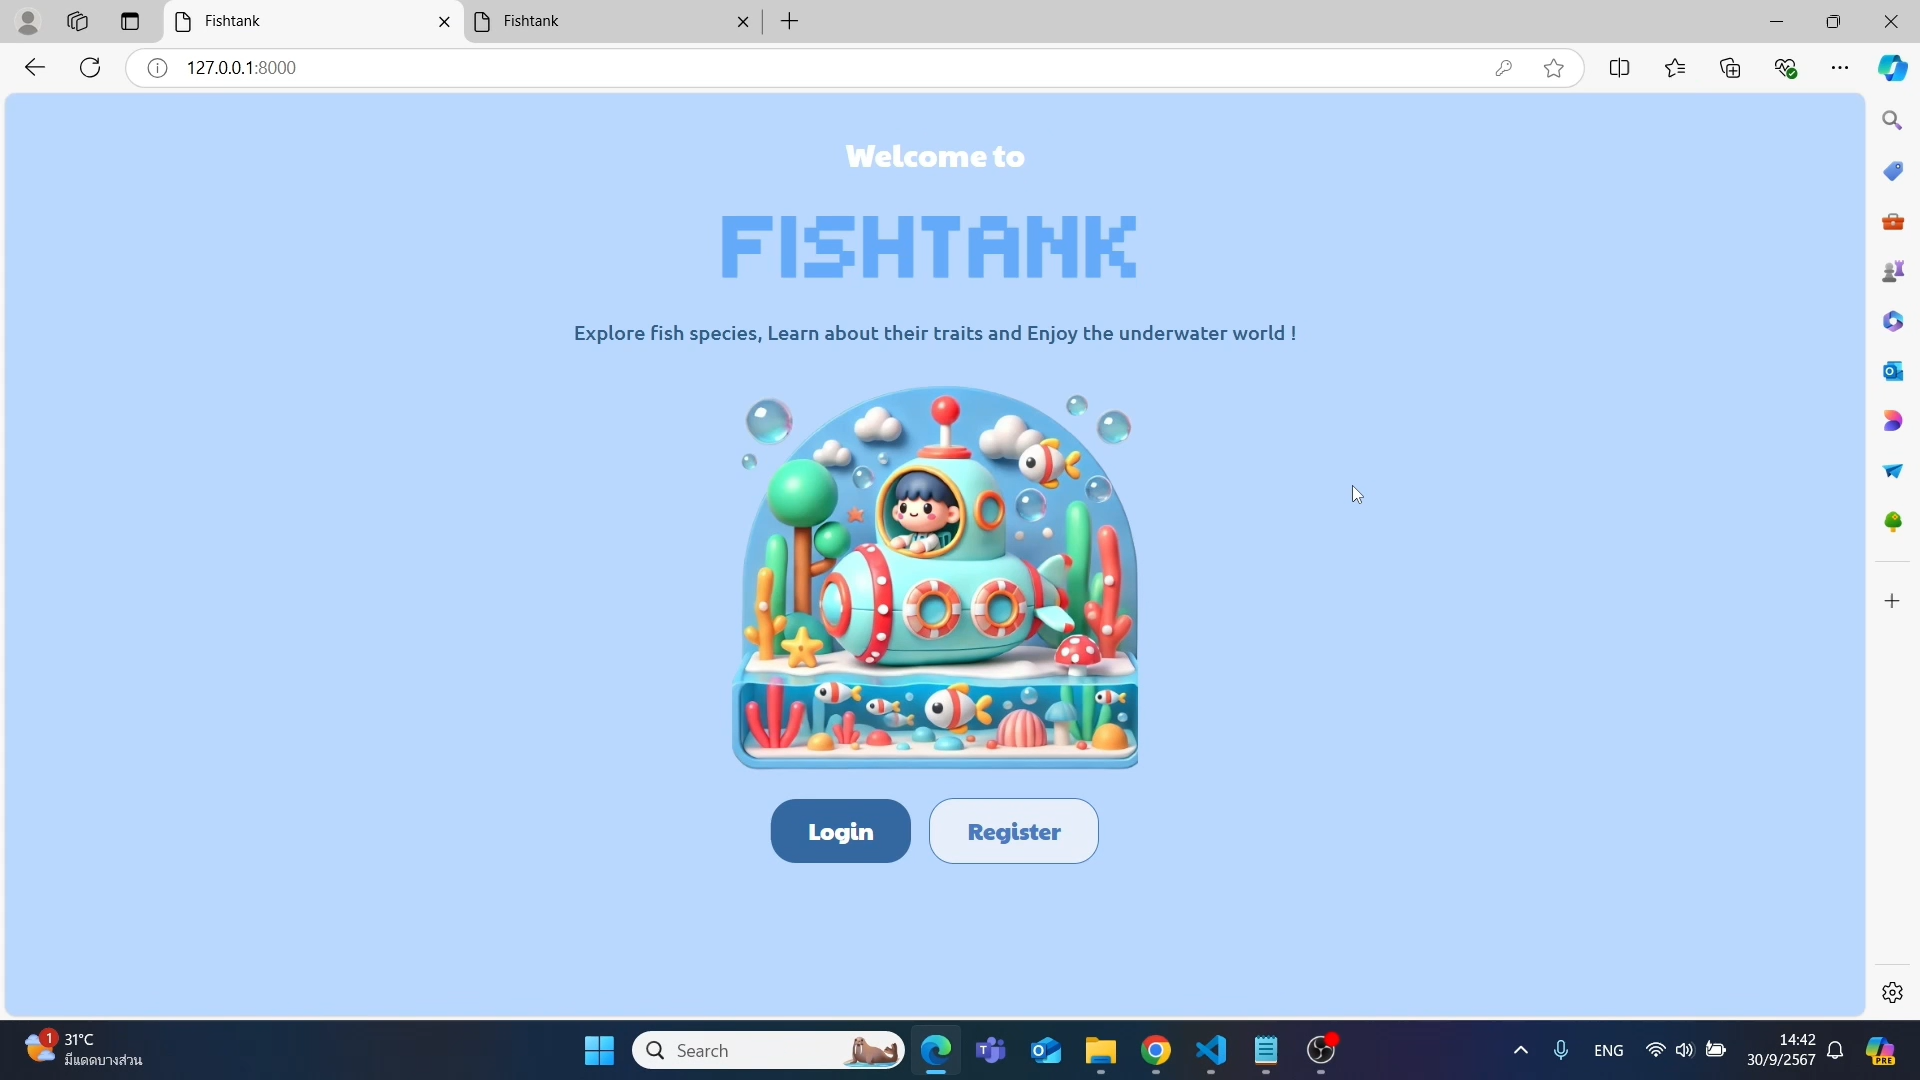 Fishtank
Fishtank
127.0.0.1:8000
Welcome to
FISHTANK
Explore fish species, Learn about their traits and Enjoy the underwater world !
Login
Register
1
31°C
มีแดดบางส่วน
Search
ENG
14:42
30/9/2567
PRE